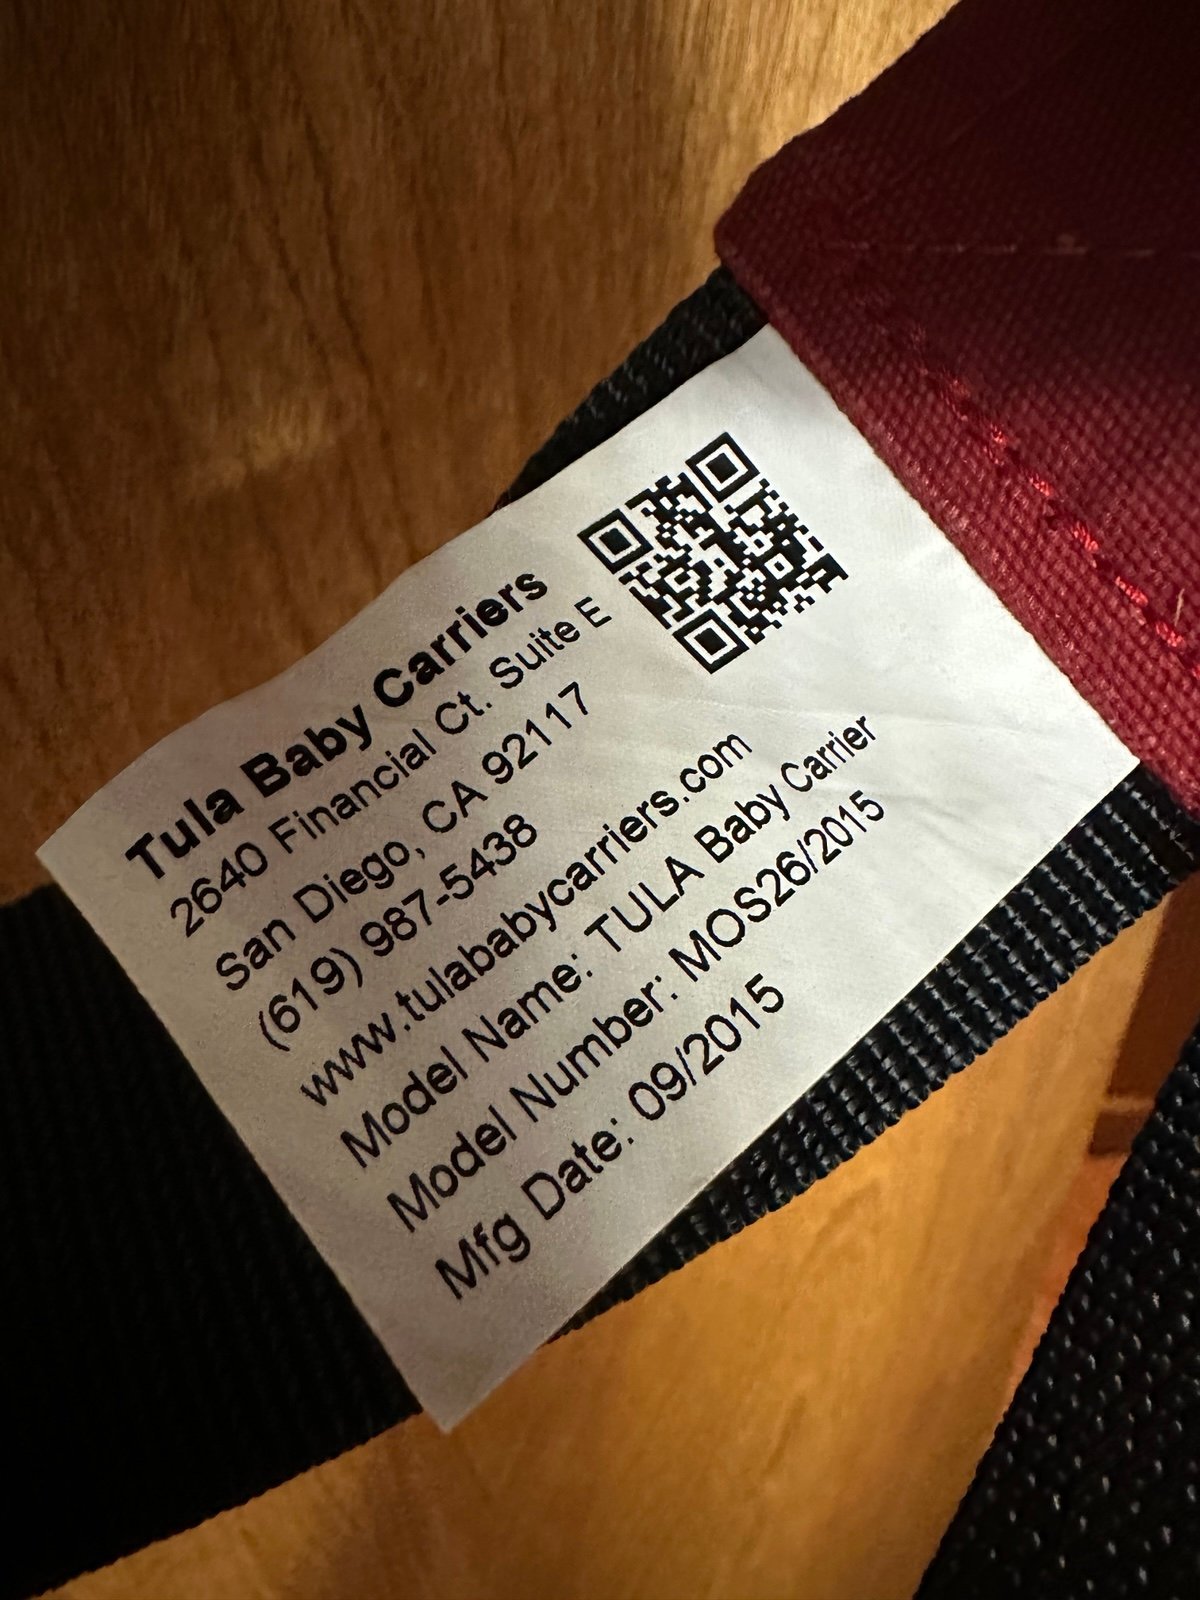 Tula Baby Carriers
2640 Financial Ct. Suite E
San Diego, CA 92117
(619) 987-5438
www.tulababycarriers.com
Model Name: TULA Baby Carrier
Model Number: MOS26/2015
Mfg Date: 09/2015